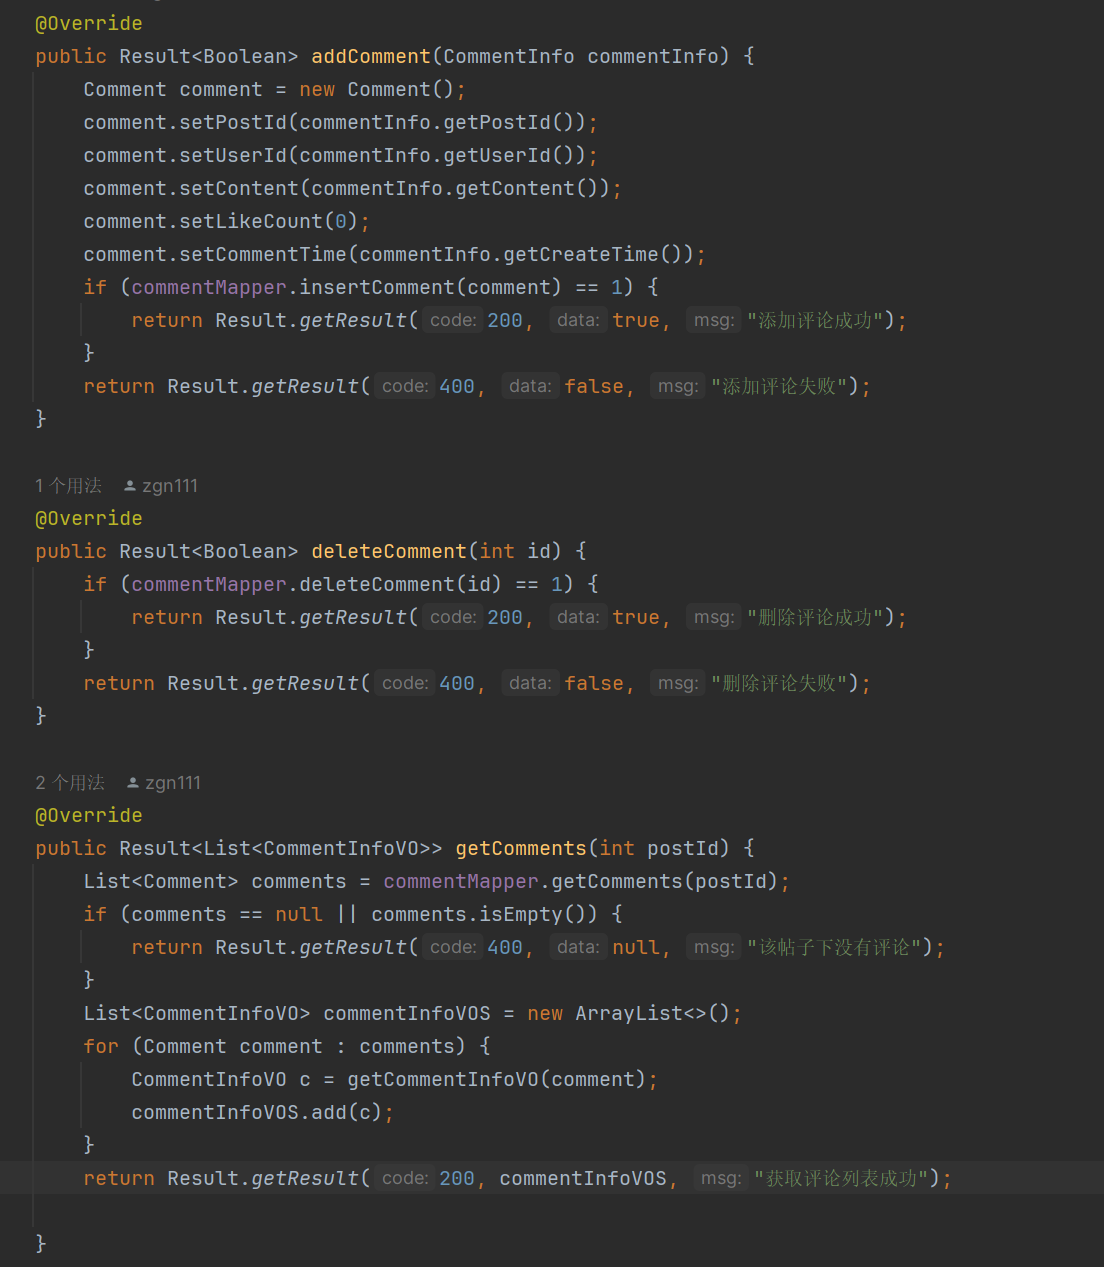 @Override
public Result<Boolean> addComment(CommentInfo commentInfo) {
    Comment comment = new Comment();
    comment.setPostId(commentInfo.getPostId());
    comment.setUserId(commentInfo.getUserId());
    comment.setContent(commentInfo.getContent());
    comment.setLikeCount(0);
    comment.setCommentTime(commentInfo.getCreateTime());
    if (commentMapper.insertComment(comment) == 1) {
        return Result.getResult( code: 200, data: true, msg: "添加评论成功");
    }
    return Result.getResult( code: 400, data: false, msg: "添加评论失败");
}
1 个用法 zgn111
@Override
public Result<Boolean> deleteComment(int id) {
    if (commentMapper.deleteComment(id) == 1) {
        return Result.getResult( code: 200, data: true, msg: "删除评论成功");
    }
    return Result.getResult( code: 400, data: false, msg: "删除评论失败");
}
2 个用法 zgn111
@Override
public Result<List<CommentInfoVO>> getComments(int postId) {
    List<Comment> comments = commentMapper.getComments(postId);
    if (comments == null || comments.isEmpty()) {
        return Result.getResult( code: 400, data: null, msg: "该帖子下没有评论");
    }
    List<CommentInfoVO> commentInfoVOS = new ArrayList<>();
    for (Comment comment : comments) {
        CommentInfoVO c = getCommentInfoVO(comment);
        commentInfoVOS.add(c);
    }
    return Result.getResult( code: 200, commentInfoVOS, msg: "获取评论列表成功");
}